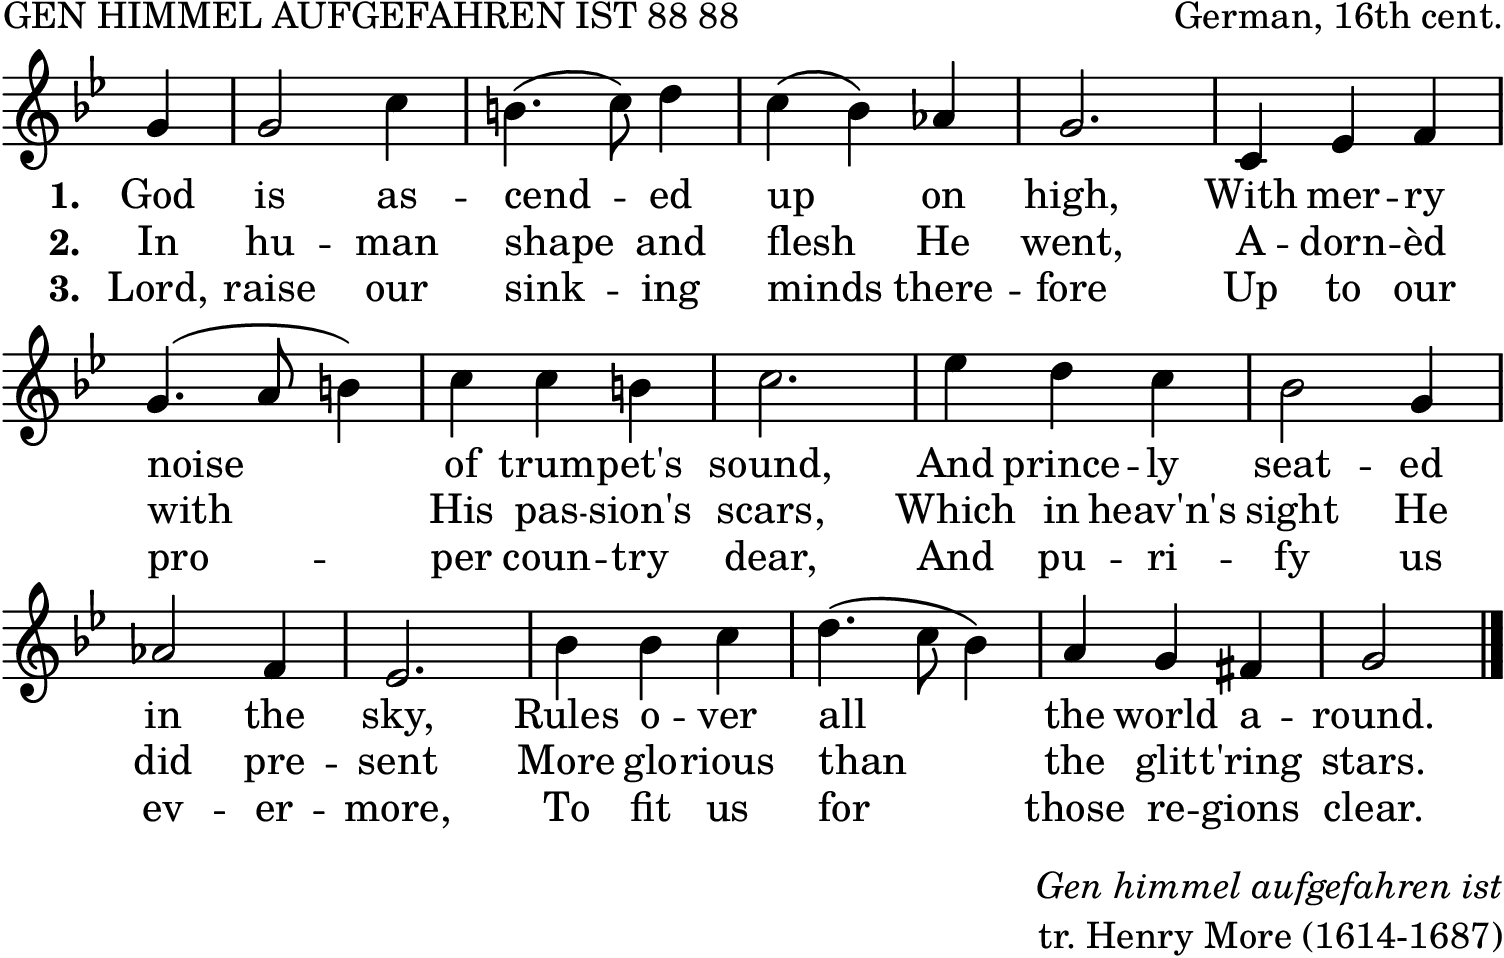 GEN HIMMEL AUFGEFAHREN IST 88 88 German, 16th cent.
1. God is as - cend - ed up on high, With mer - ry
2. In hu - man shape and flesh He went, A - dorn - èd
3. Lord, raise our sink - ing minds there - fore Up to our
noise of trumpet's sound, And prince - ly seat - ed
with His pas - sion's scars, Which in heav'n's sight He
pro - per coun - try dear, And pu - ri - fy us
in the sky, Rules o - ver all the world a - round.
did pre - sent More glorious than the glitt'ring stars.
ev - er - more, To fit us for those re - gions clear.
Gen himmel aufgefahren ist
tr. Henry More (1614-1687)